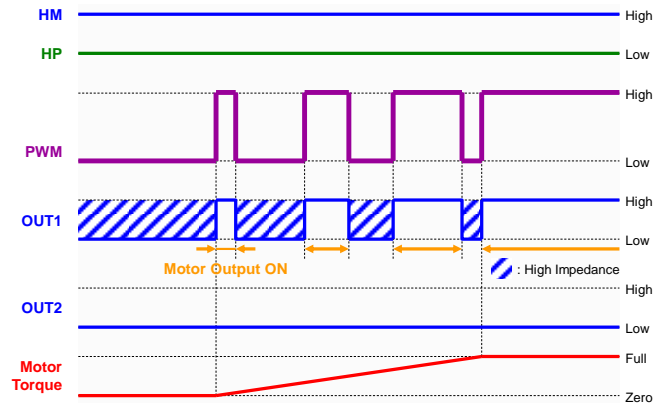 HM
High
HP
Low
High
PWM
Low
High
OUT1
Low
Motor Output ON
: High Impedance
High
OUT2
Low
Full
Motor
Torque
Zero